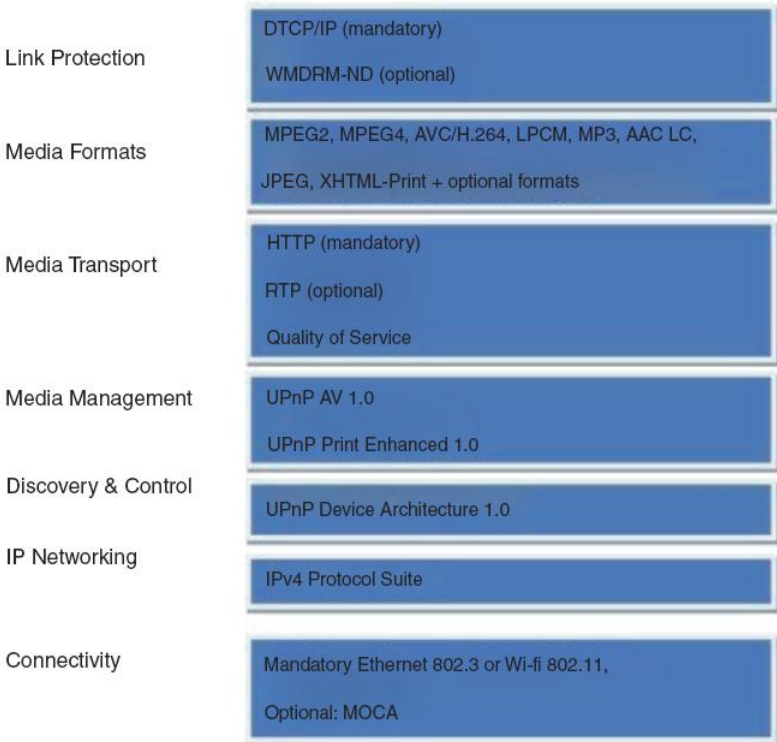 Link Protection
DTCP/IP (mandatory)
WMDRM-ND (optional)
Media Formats
MPEG2, MPEG4, AVC/H.264, LPCM, MP3, AAC LC,
JPEG, XHTML-Print + optional formats
Media Transport
HTTP (mandatory)
RTP (optional)
Quality of Service
Media Management
UPnP AV 1.0
UPnP Print Enhanced 1.0
Discovery & Control
UPnP Device Architecture 1.0
IP Networking
IPv4 Protocol Suite
Connectivity
Mandatory Ethernet 802.3 or Wi-fi 802.11,
Optional: MOCA